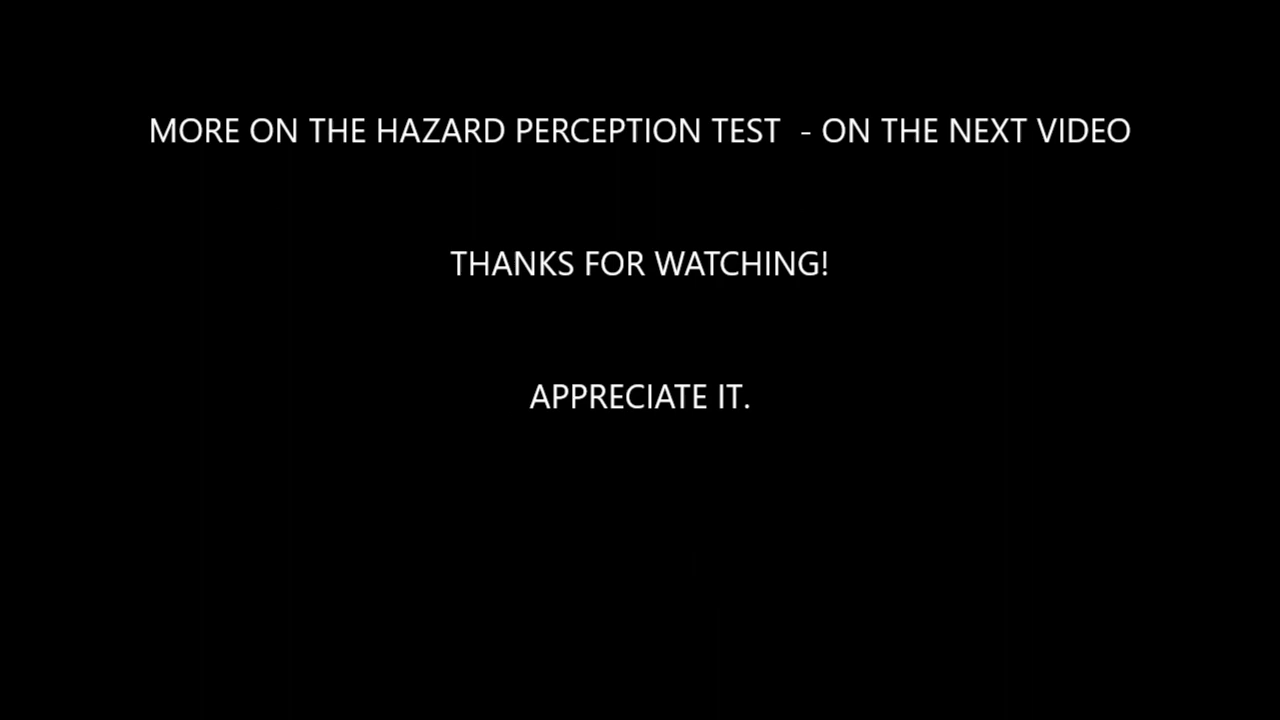 MORE ON THE HAZARD PERCEPTION TEST  - ON THE NEXT VIDEO
THANKS FOR WATCHING!
APPRECIATE IT.